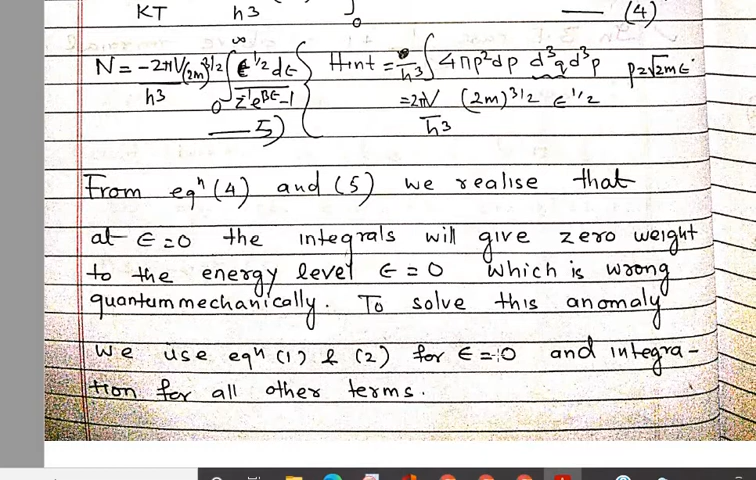 KT h3 0 — (4)
N = -2πV(2m)^3/2 ∫0^∞ ϵ^1/2 dϵ / z^-1 e^βϵ -1 } Hint = /h3 ∫ 4πp²dp d³q d³p p=√2mϵ
h3 =2πV (2m)^3/2 ϵ^1/2
— 5) h3
From eqⁿ (4) and (5) we realise that
at ϵ=0 the integrals will give zero weight
to the energy level ϵ = 0 which is wrong
quantummechanically. To solve this anomaly
we use eqⁿ (1) & (2) for ϵ=0 and integra-
tion for all other terms.